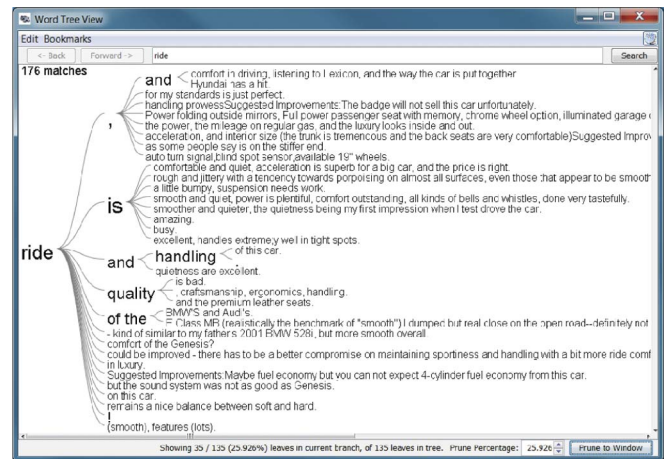 Word Tree View
Edit Bookmarks
<- Back Forward -> ride Search
176 matches
ride
,
and
comfort in driving, listening to Lexicon, and the way the car is put together
Hyundai has a hit.
for my standards is just perfect.
handling prowessSuggested Improvements:The badge will not sell this car unfortunately.
Power folding outside mirrors, Full power passenger seat with memory, chrome wheel option, illuminated garage
the power, the mileage on regular gas, and the luxury looks inside and out.
acceleration, and interior size (the trunk is tremendous and the back seats are very comfortable)Suggested Improv
as some people say is on the stiffer end.
auto turn signal,blind spot sensor,available 19" wheels.
is
comfortable and quiet, acceleration is superb for a big car, and the price is right.
rough and jittery with a tendency towards porpoising on almost all surfaces, even those that appear to be smooth
a little bumpy, suspension needs work.
smooth and quiet, power is plentiful, comfort outstanding, all kinds of bells and whistles, done very tastefully.
smoother and quieter, the quietness being my first impression when I test drove the car.
amazing.
busy.
excellent, handles extreme;y well in tight spots.
and
handling
of this car.
.
quietness are excellent.
quality
is bad.
, craftsmanship, ergonomics, handling.
and the premium leather seats.
of the
BMW'S and Audi's.
E Class MB (realistically the benchmark of "smooth") I dumped but real close on the open road--definitely not
- kind of similar to my father's 2001 BMW 528i, but more smooth overall
comfort of the Genesis?
could be improved - there has to be a better compromise on maintaining sportiness and handling with a bit more ride comf
in luxury.
Suggested Improvements:Maybe fuel economy but you can not expect 4-cylinder fuel economy from this car.
but the sound system was not as good as Genesis.
on this car.
remains a nice balance between soft and hard.
!
(smooth), features (lots).
Showing 35 / 135 (25.926%) leaves in current branch, of 135 leaves in tree. Prune Percentage: 25.926 Prune to Window